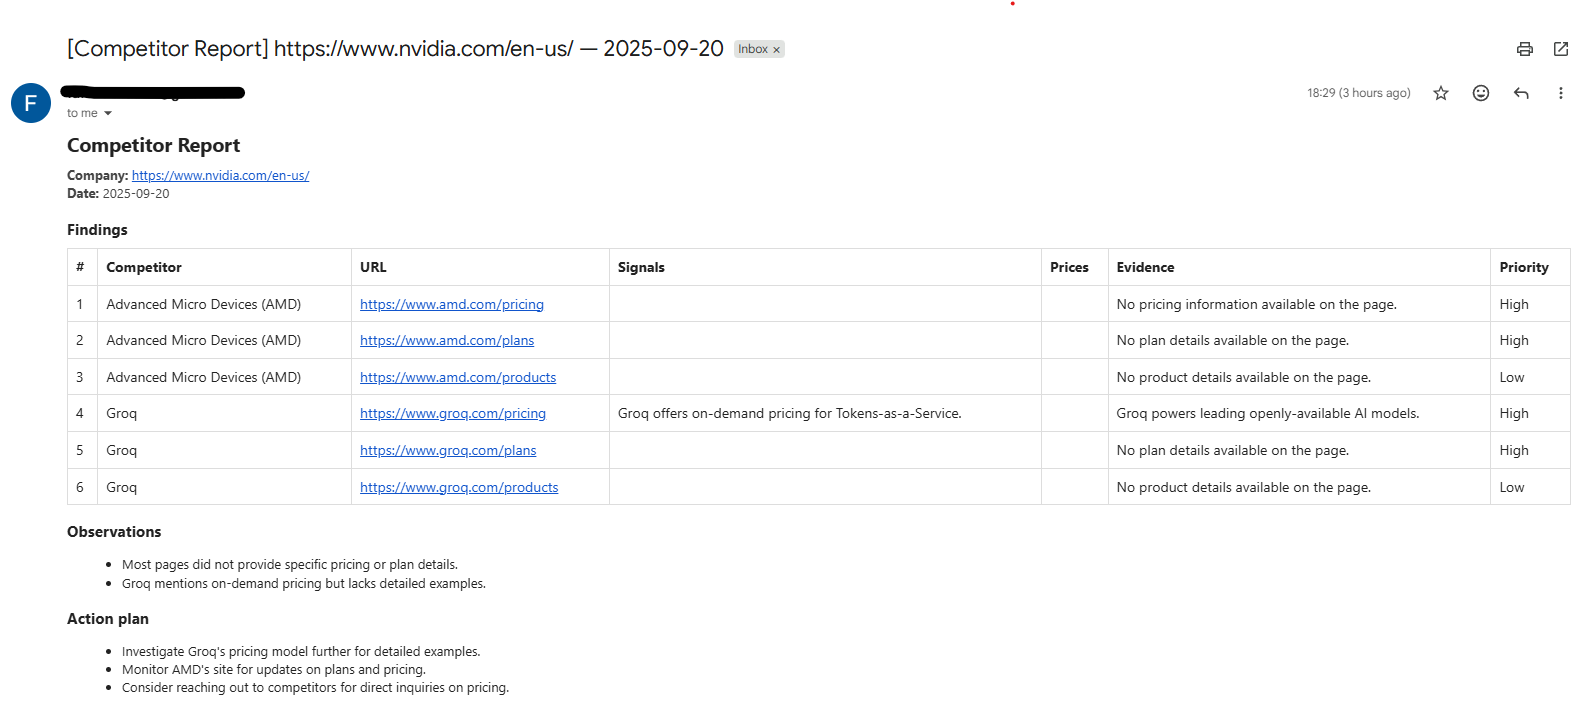 [Competitor Report] https://www.nvidia.com/en-us/ — 2025-09-20 Inbox ×
F
18:29 (3 hours ago)
to me
Competitor Report
Company: https://www.nvidia.com/en-us/
Date: 2025-09-20
Findings
# Competitor URL Signals Prices Evidence Priority
1 Advanced Micro Devices (AMD) https://www.amd.com/pricing No pricing information available on the page. High
2 Advanced Micro Devices (AMD) https://www.amd.com/plans No plan details available on the page. High
3 Advanced Micro Devices (AMD) https://www.amd.com/products No product details available on the page. Low
4 Groq https://www.groq.com/pricing Groq offers on-demand pricing for Tokens-as-a-Service. Groq powers leading openly-available AI models. High
5 Groq https://www.groq.com/plans No plan details available on the page. High
6 Groq https://www.groq.com/products No product details available on the page. Low
Observations
• Most pages did not provide specific pricing or plan details.
• Groq mentions on-demand pricing but lacks detailed examples.
Action plan
• Investigate Groq's pricing model further for detailed examples.
• Monitor AMD's site for updates on plans and pricing.
• Consider reaching out to competitors for direct inquiries on pricing.